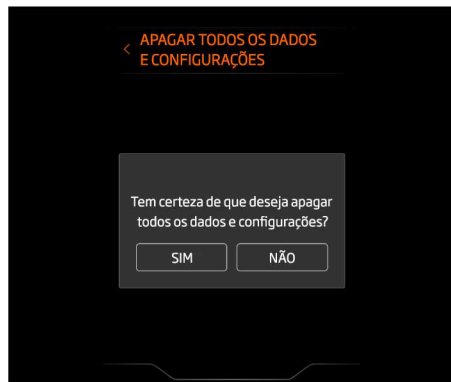 APAGAR TODOS OS DADOS
E CONFIGURAÇÕES
Tem certeza de que deseja apagar
todos os dados e configurações?
SIM NÃO